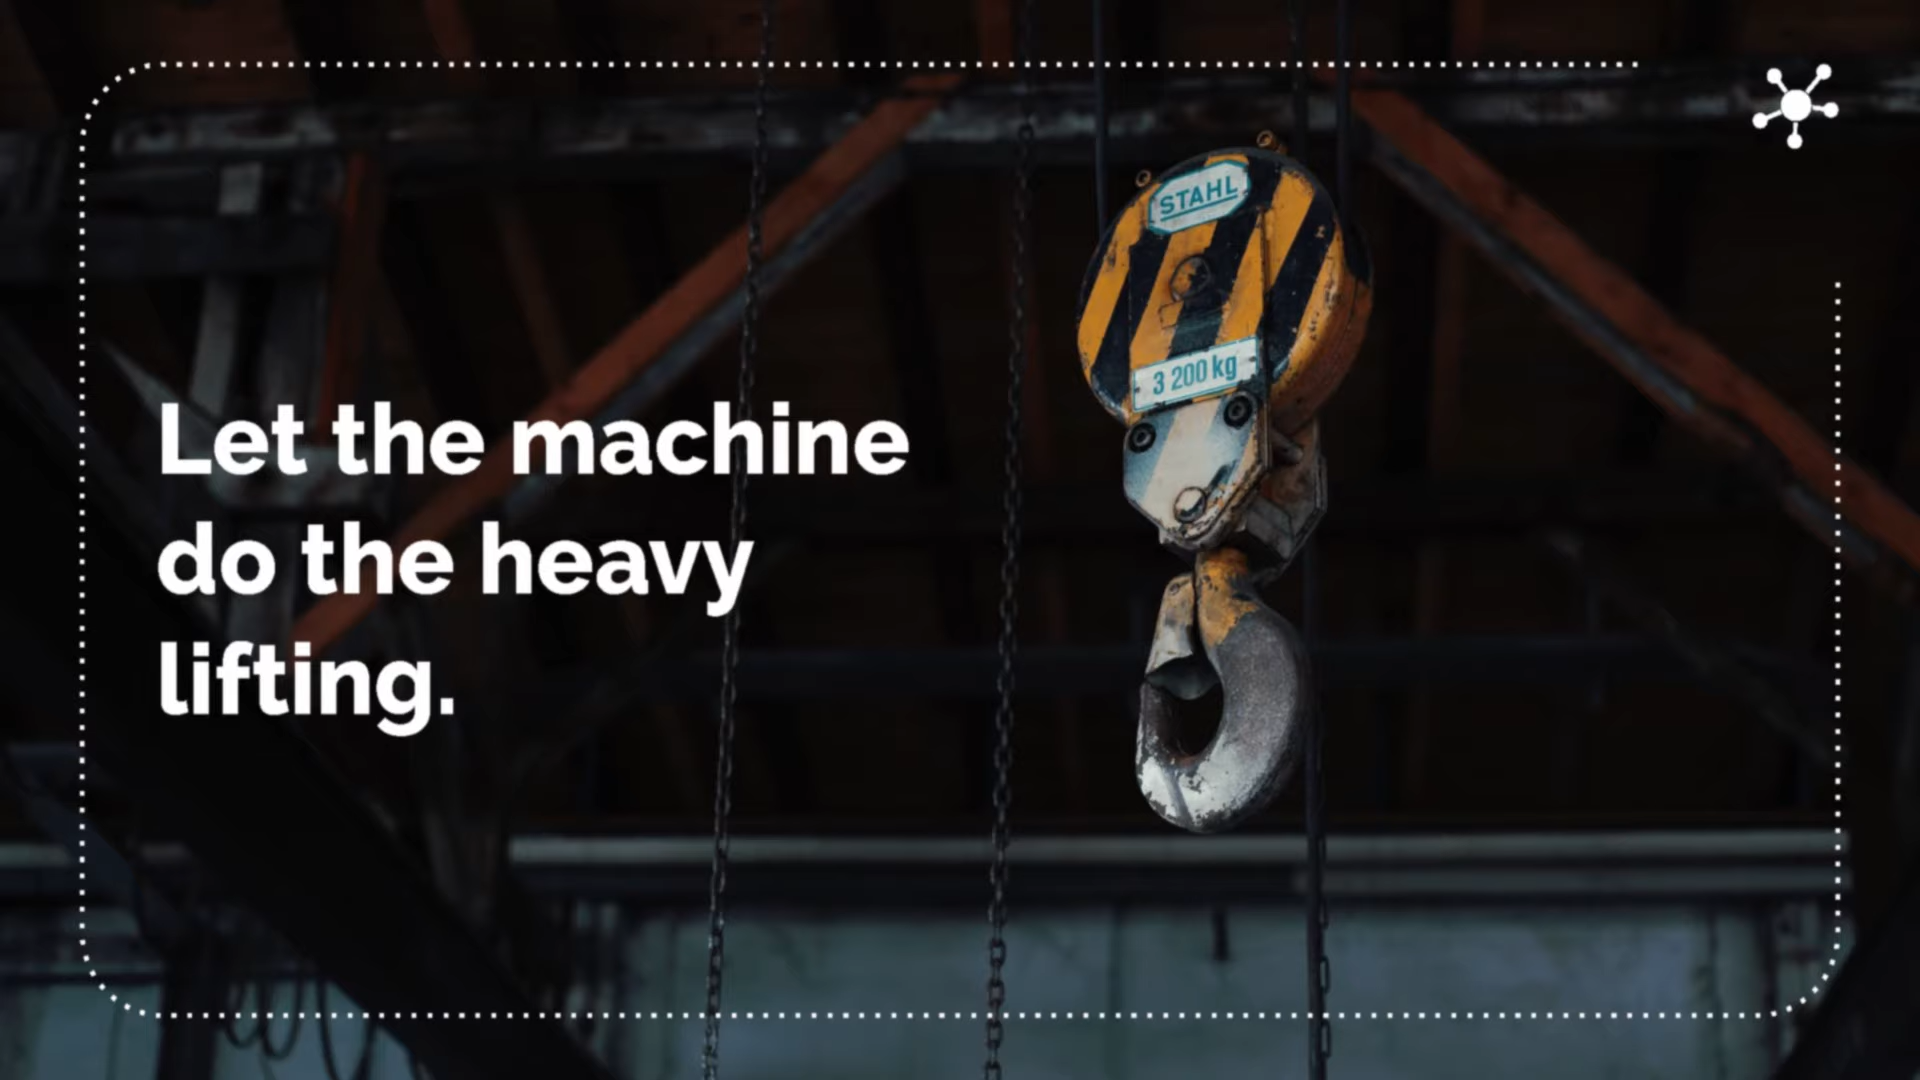 STAHL
3 200 kg
Let the machine
do the heavy
lifting.